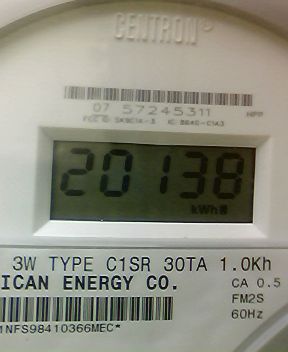 CENTRON®
07 57245311
20138
kWh
3W TYPE C1SR 30TA 1.0Kh
ICAN ENERGY CO.
CA 0.5
FM2S
60Hz
1NFS98410366MEC*